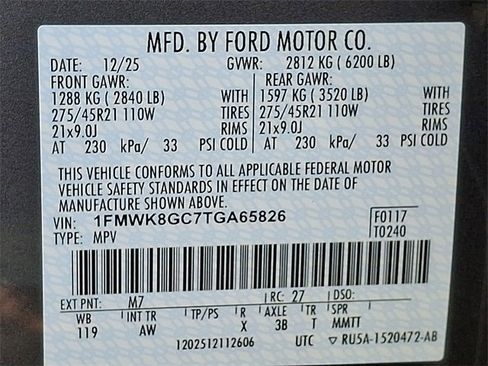 MFD. BY FORD MOTOR CO.
DATE: 12/25 GVWR: 2812 KG ( 6200 LB)
FRONT GAWR: REAR GAWR:
1288 KG ( 2840 LB) WITH 1597 KG ( 3520 LB) WITH
275/45R21 110W TIRES 275/45R21 110W TIRES
21x9.0J RIMS 21x9.0J RIMS
AT 230 kPa/ 33 PSI COLD AT 230 kPa/ 33 PSI COLD
THIS VEHICLE CONFORMS TO ALL APPLICABLE FEDERAL MOTOR
VEHICLE SAFETY STANDARDS IN EFFECT ON THE DATE OF
MANUFACTURE SHOWN ABOVE.
VIN: 1FMWK8GC7TGA65826 F0117
TYPE: MPV T0240
EXT PNT: M7 RC: 27 DSO:
WB INT TR TP/PS R AXLE TR SPR
119 AW X 3B T MMTT
1202512112606 UTC ▽ RU5A-1520472-AB